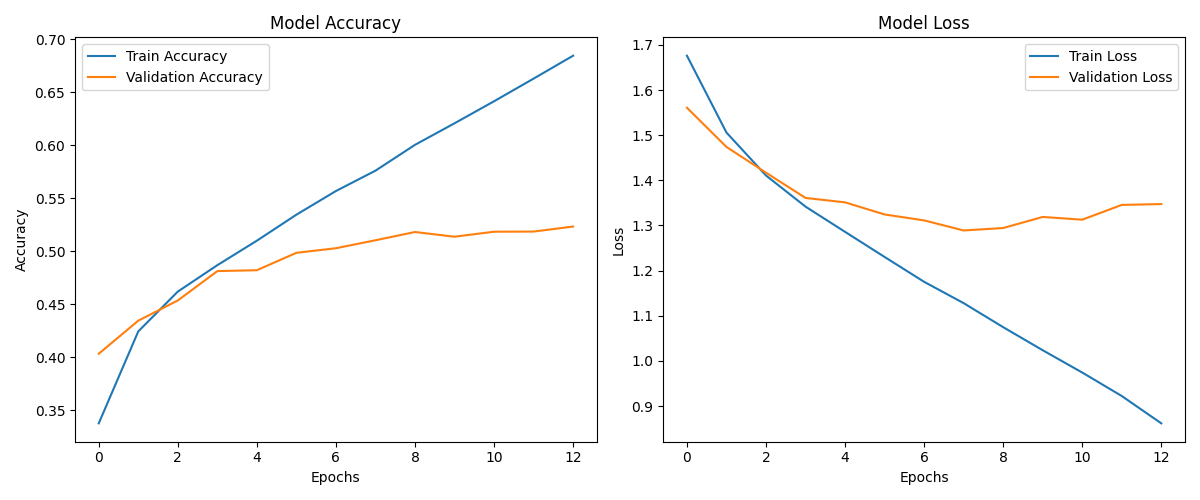 Model Accuracy
Train Accuracy
Validation Accuracy
Accuracy
0.70
0.65
0.60
0.55
0.50
0.45
0.40
0.35
0 2 4 6 8 10 12
Epochs
Model Loss
Train Loss
Validation Loss
Loss
1.7
1.6
1.5
1.4
1.3
1.2
1.1
1.0
0.9
0 2 4 6 8 10 12
Epochs